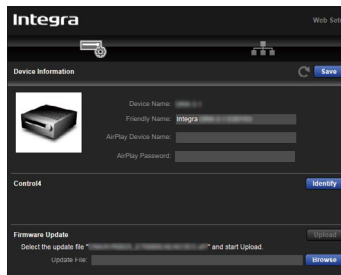 Integra
Web Set
Device Information
Save
Device Name:
Friendly Name: Integra
AirPlay Device Name:
AirPlay Password:
Control4
Identify
Firmware Update
Upload
Select the update file " " and start Upload.
Update File:
Browse